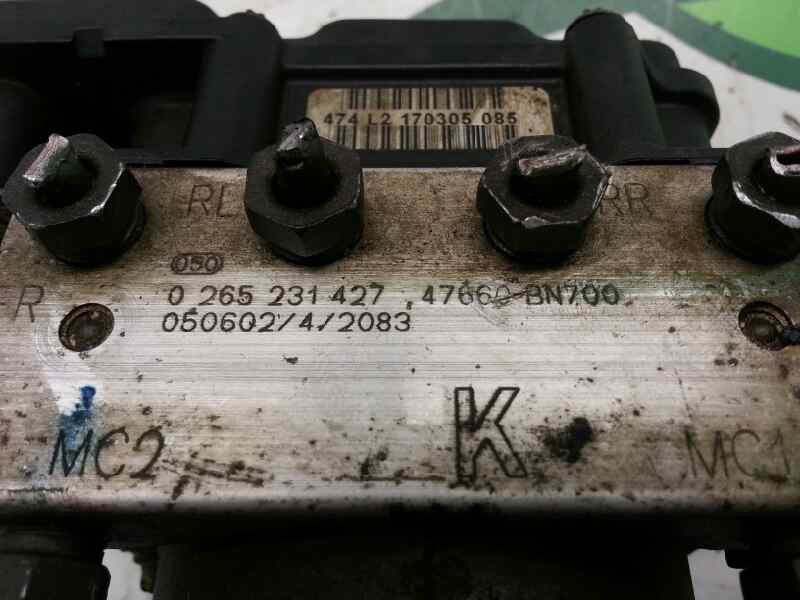 474 L2 170305 085
RL RR
050
R 0 265 231 427 47660-BN700
050602/4/2083
K
MC2 MC1